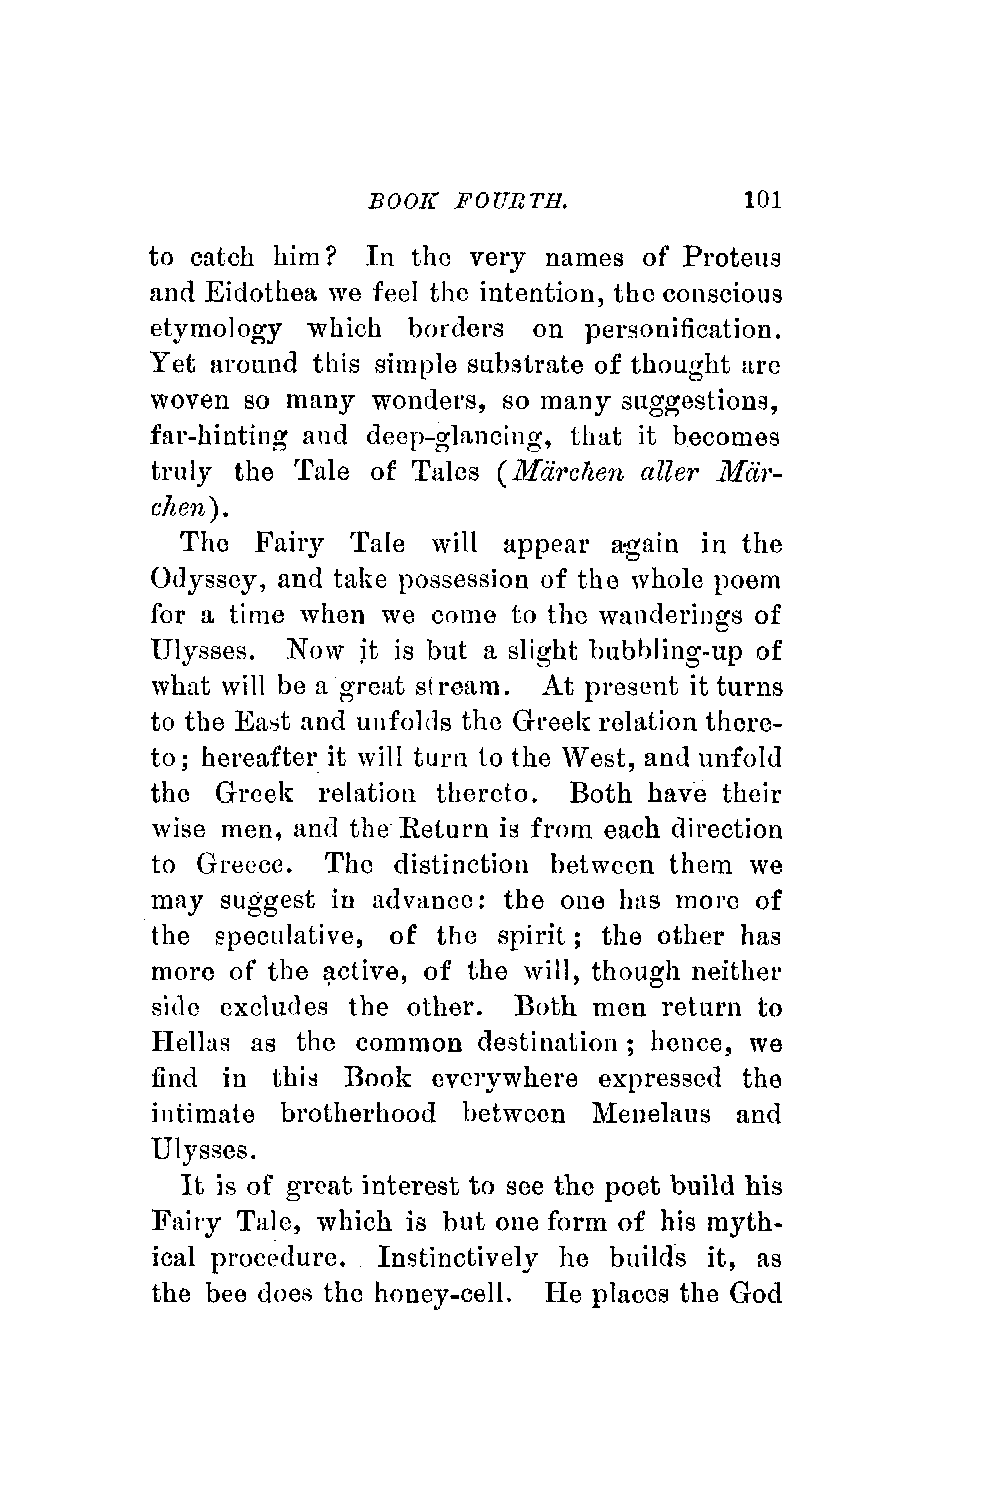 BOOK FOURTH. 101
to catch him? In the very names of Proteus
and Eidothea we feel the intention, the conscious
etymology which borders on personification.
Yet around this simple substrate of thought are
woven so many wonders, so many suggestions,
far-hinting and deep-glancing, that it becomes
truly the Tale of Tales (Märchen aller Mär-
chen).
The Fairy Tale will appear again in the
Odyssey, and take possession of the whole poem
for a time when we come to the wanderings of
Ulysses. Now it is but a slight bubbling-up of
what will be a great stream. At present it turns
to the East and unfolds the Greek relation there-
to; hereafter it will turn to the West, and unfold
the Greek relation thereto. Both have their
wise men, and the Return is from each direction
to Greece. The distinction between them we
may suggest in advance: the one has more of
the speculative, of the spirit; the other has
more of the active, of the will, though neither
side excludes the other. Both men return to
Hellas as the common destination; hence, we
find in this Book everywhere expressed the
intimate brotherhood between Menelaus and
Ulysses.
It is of great interest to see the poet build his
Fairy Tale, which is but one form of his myth-
ical procedure. Instinctively he builds it, as
the bee does the honey-cell. He places the God